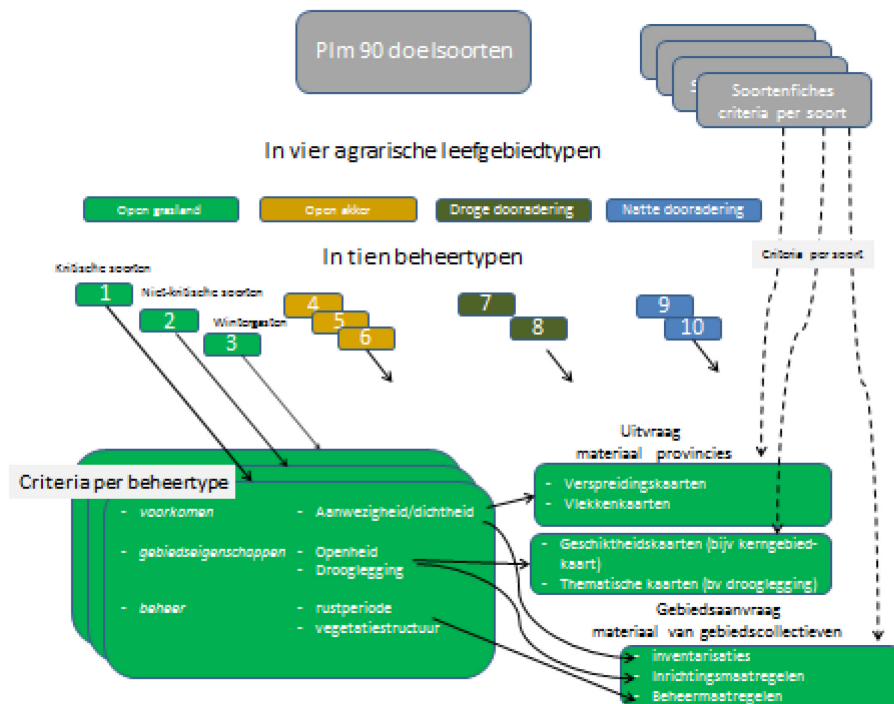 Plm 90 doelsoorten
S
Soortenfiches
criteria per soort
In vier agrarische leefgebiedtypen
Open grasland
Open akker
Droge dooradering
Natte dooradering
In tien beheertypen
Criteria per soort
Kritische soorten
1
Niet-kritische soorten
2
Wintergasten
3
4
5
6
7
8
9
10
Criteria per beheertype
- voorkomen
- Aanwezigheid/dichtheid
- gebiedseigenschappen
- Openheid
- Drooglegging
- beheer
- rustperiode
- vegetatiestructuur
Uitvraag
materiaal provincies
- Verspreidingskaarten
- Vlekkenkaarten
- Geschiktheidskaarten (bijv kerngebied-
kaart)
- Thematische kaarten (bv drooglegging)
Gebiedsaanvraag
materiaal van gebiedscollectieven
- inventarisaties
- Inrichtingsmaatregelen
- Beheermaatregelen